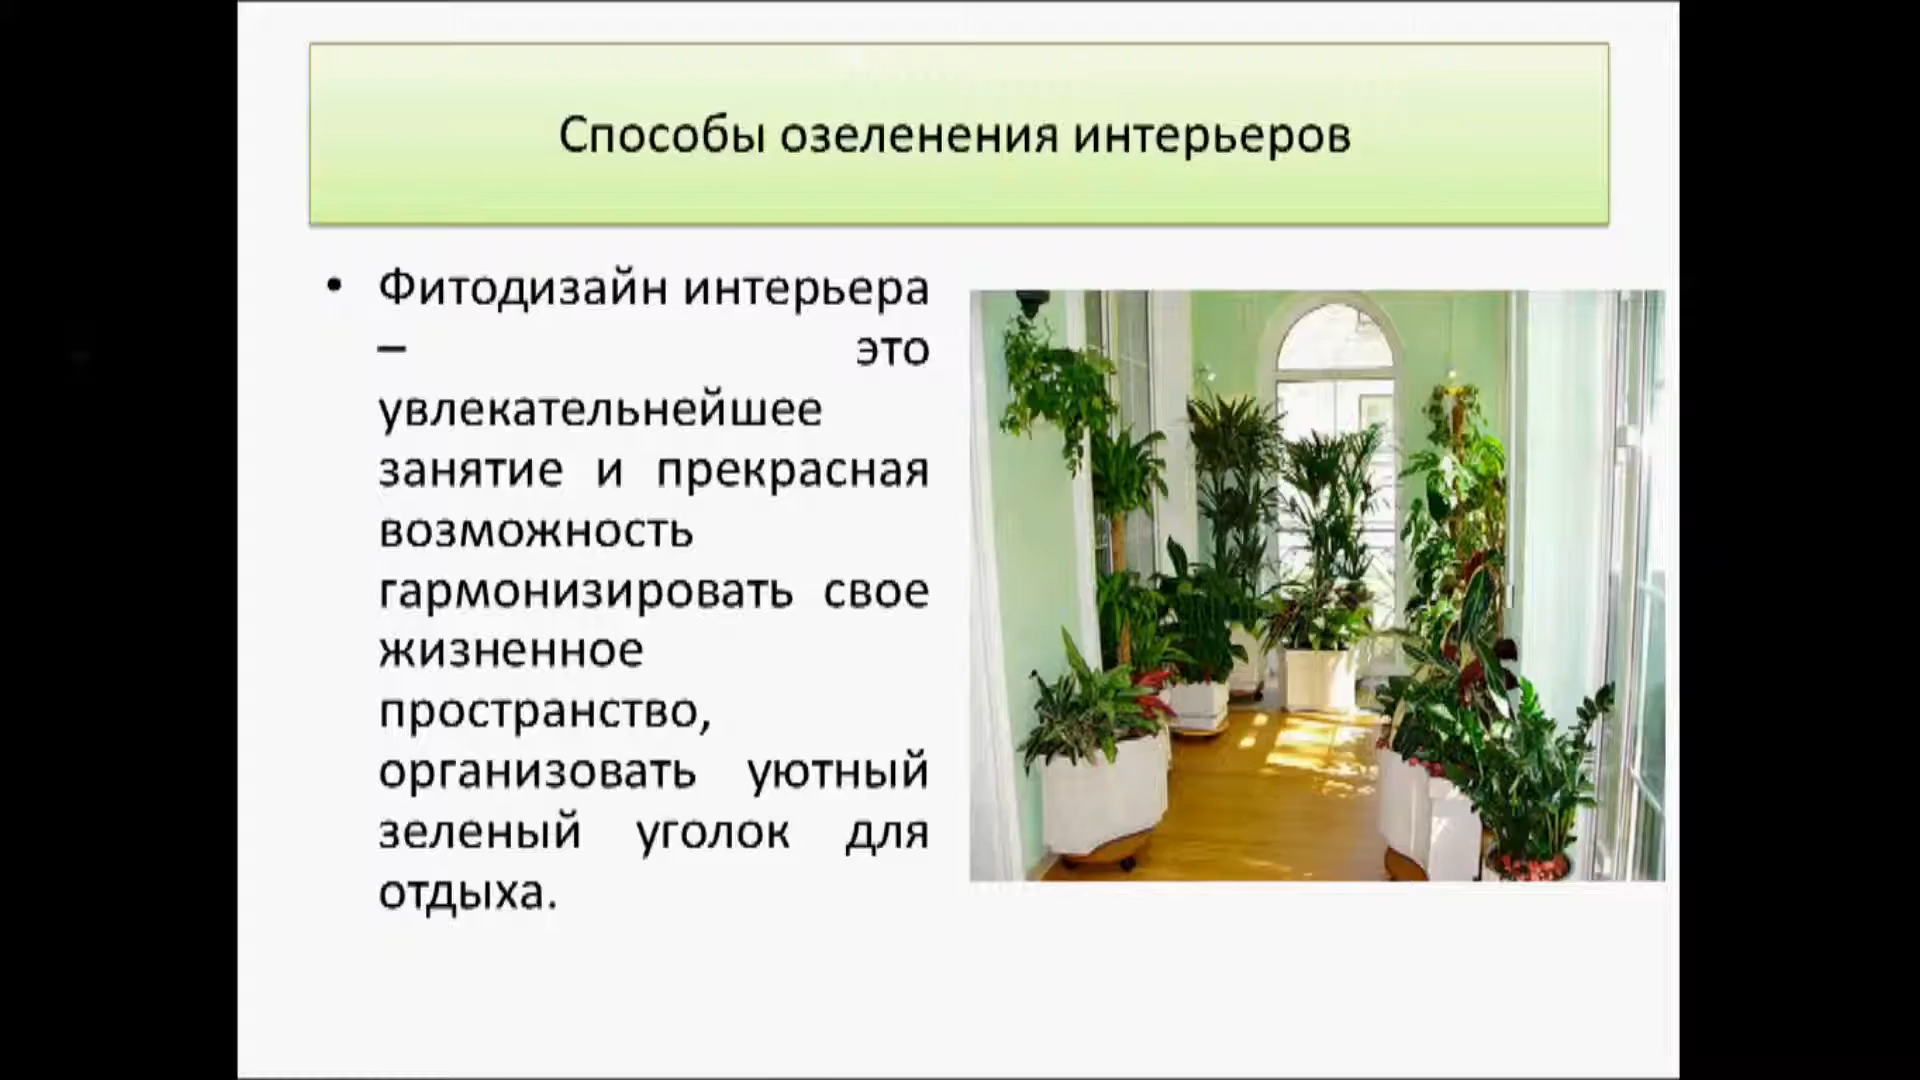 Способы озеленения интерьеров
• Фитодизайн интерьера
– это
увлекательнейшее
занятие и прекрасная
возможность
гармонизировать свое
жизненное
пространство,
организовать уютный
зеленый уголок для
отдыха.